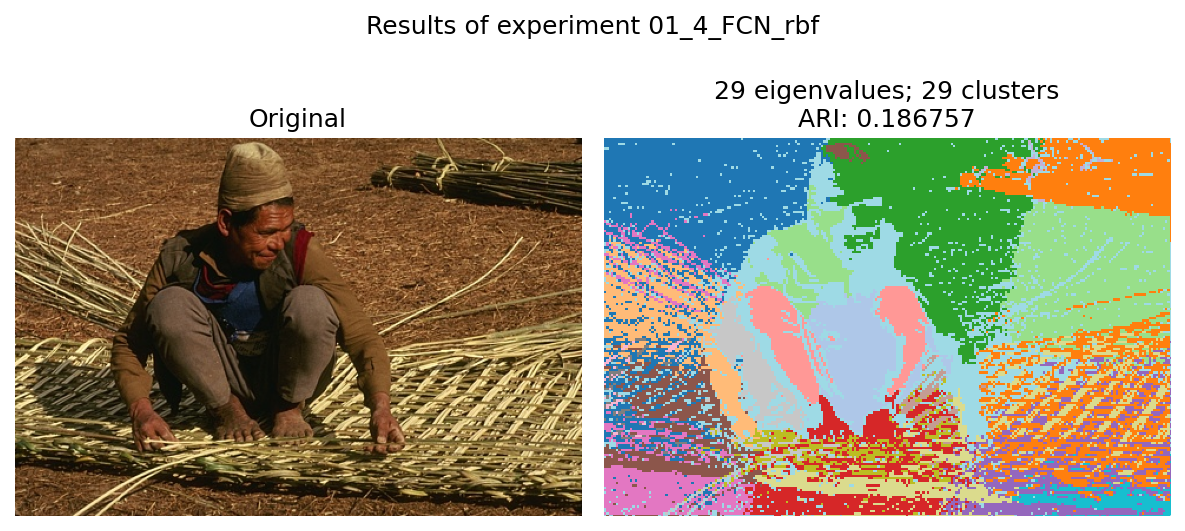 Results of experiment 01_4_FCN_rbf
Original
29 eigenvalues; 29 clusters
ARI: 0.186757